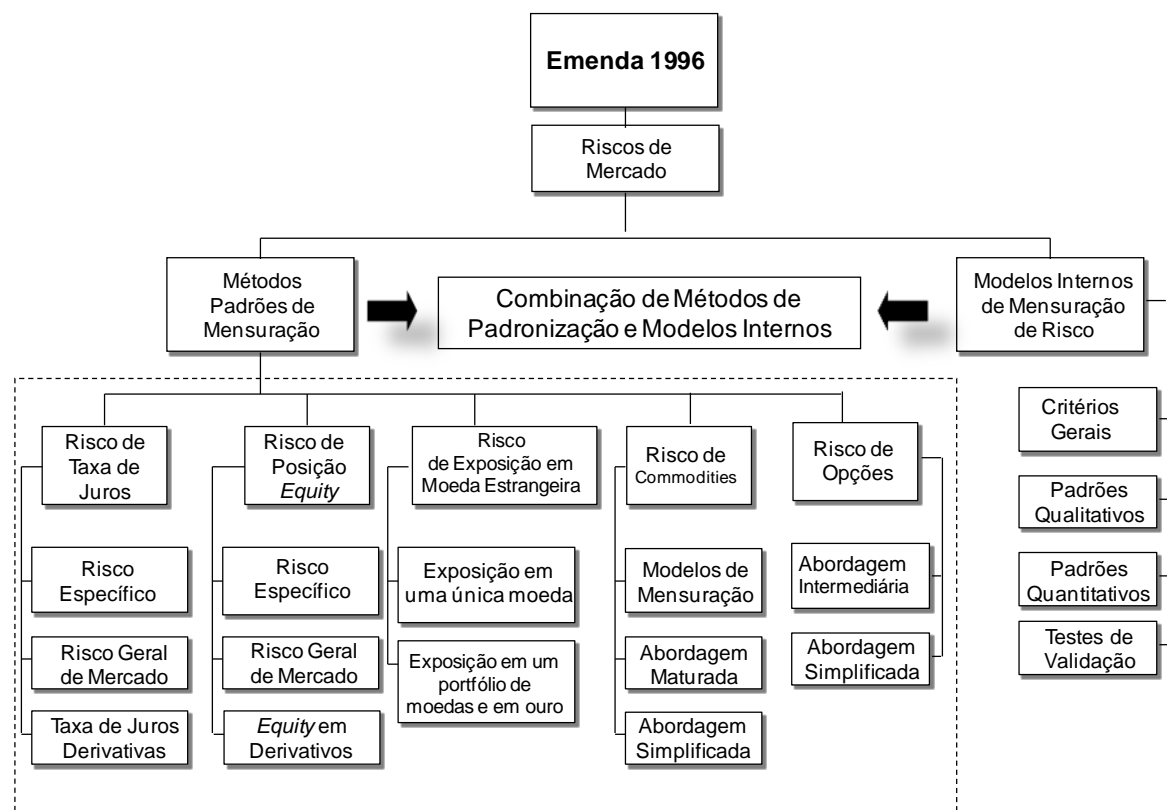 Emenda 1996
Riscos de
Mercado
Métodos
Padrões de
Mensuração
Combinação de Métodos de
Padronização e Modelos Internos
Modelos Internos
de Mensuração
de Risco
Risco de
Taxa de
Juros
Risco de
Posição
Equity
Risco
de Exposição em
Moeda Estrangeira
Risco de
Commodities
Risco de
Opções
Critérios
Gerais
Risco
Específico
Risco
Específico
Exposição em
uma única moeda
Modelos de
Mensuração
Abordagem
Intermediária
Padrões
Qualitativos
Padrões
Quantitativos
Risco Geral
de Mercado
Risco Geral
de Mercado
Exposição em um
portfólio de
moedas e em ouro
Abordagem
Maturada
Abordagem
Simplificada
Testes de
Validação
Taxa de Juros
Derivativas
Equity em
Derivativos
Abordagem
Simplificada